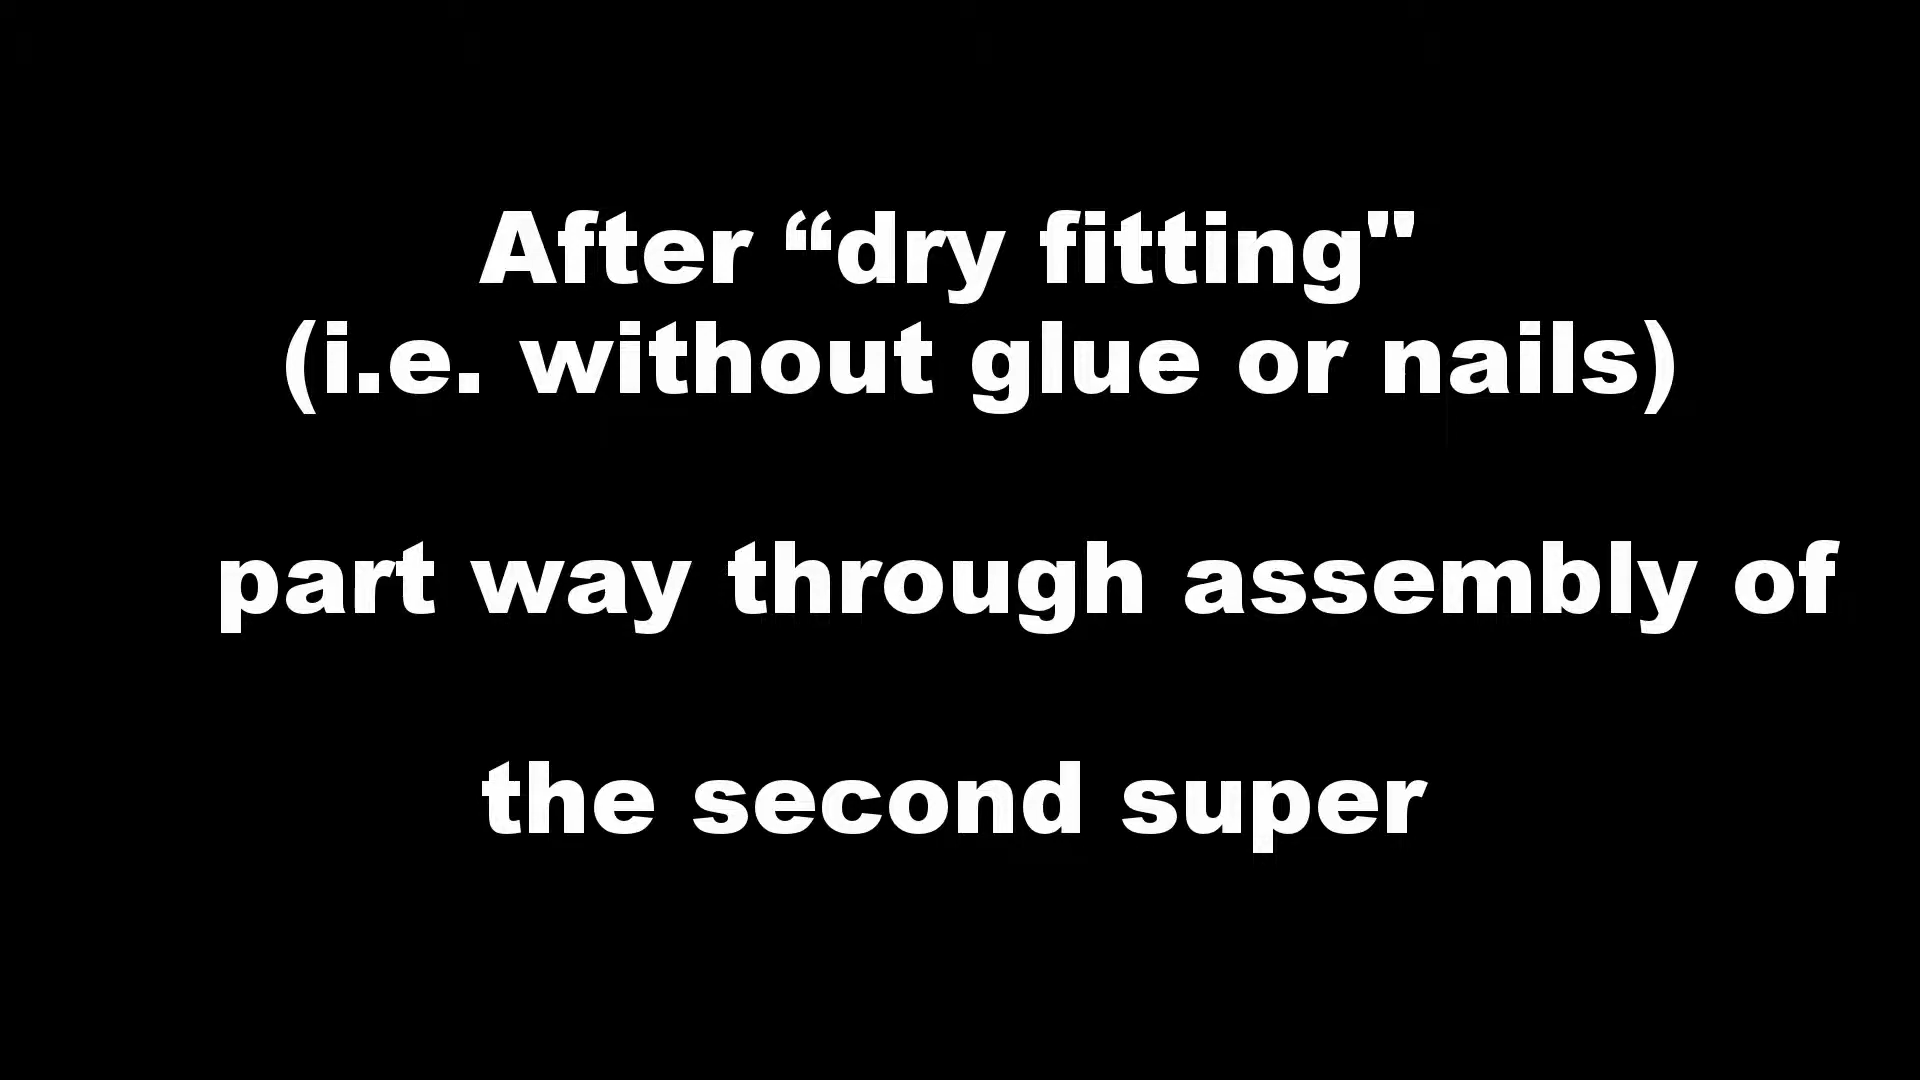 After “dry fitting"
(i.e. without glue or nails)
part way through assembly of
the second super